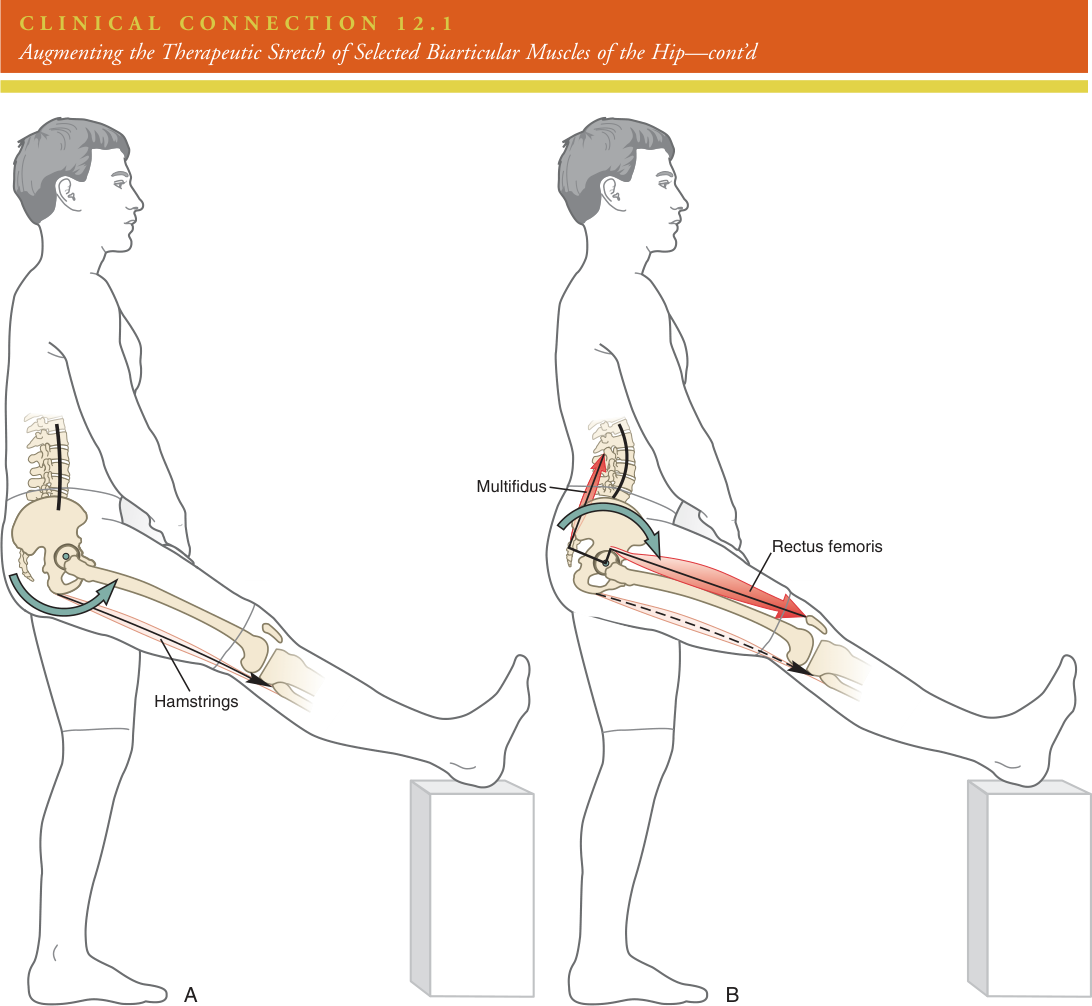 CLINICAL CONNECTION 12.1
Augmenting the Therapeutic Stretch of Selected Biarticular Muscles of the Hip—cont'd
Multifidus
Rectus femoris
Hamstrings
A
B